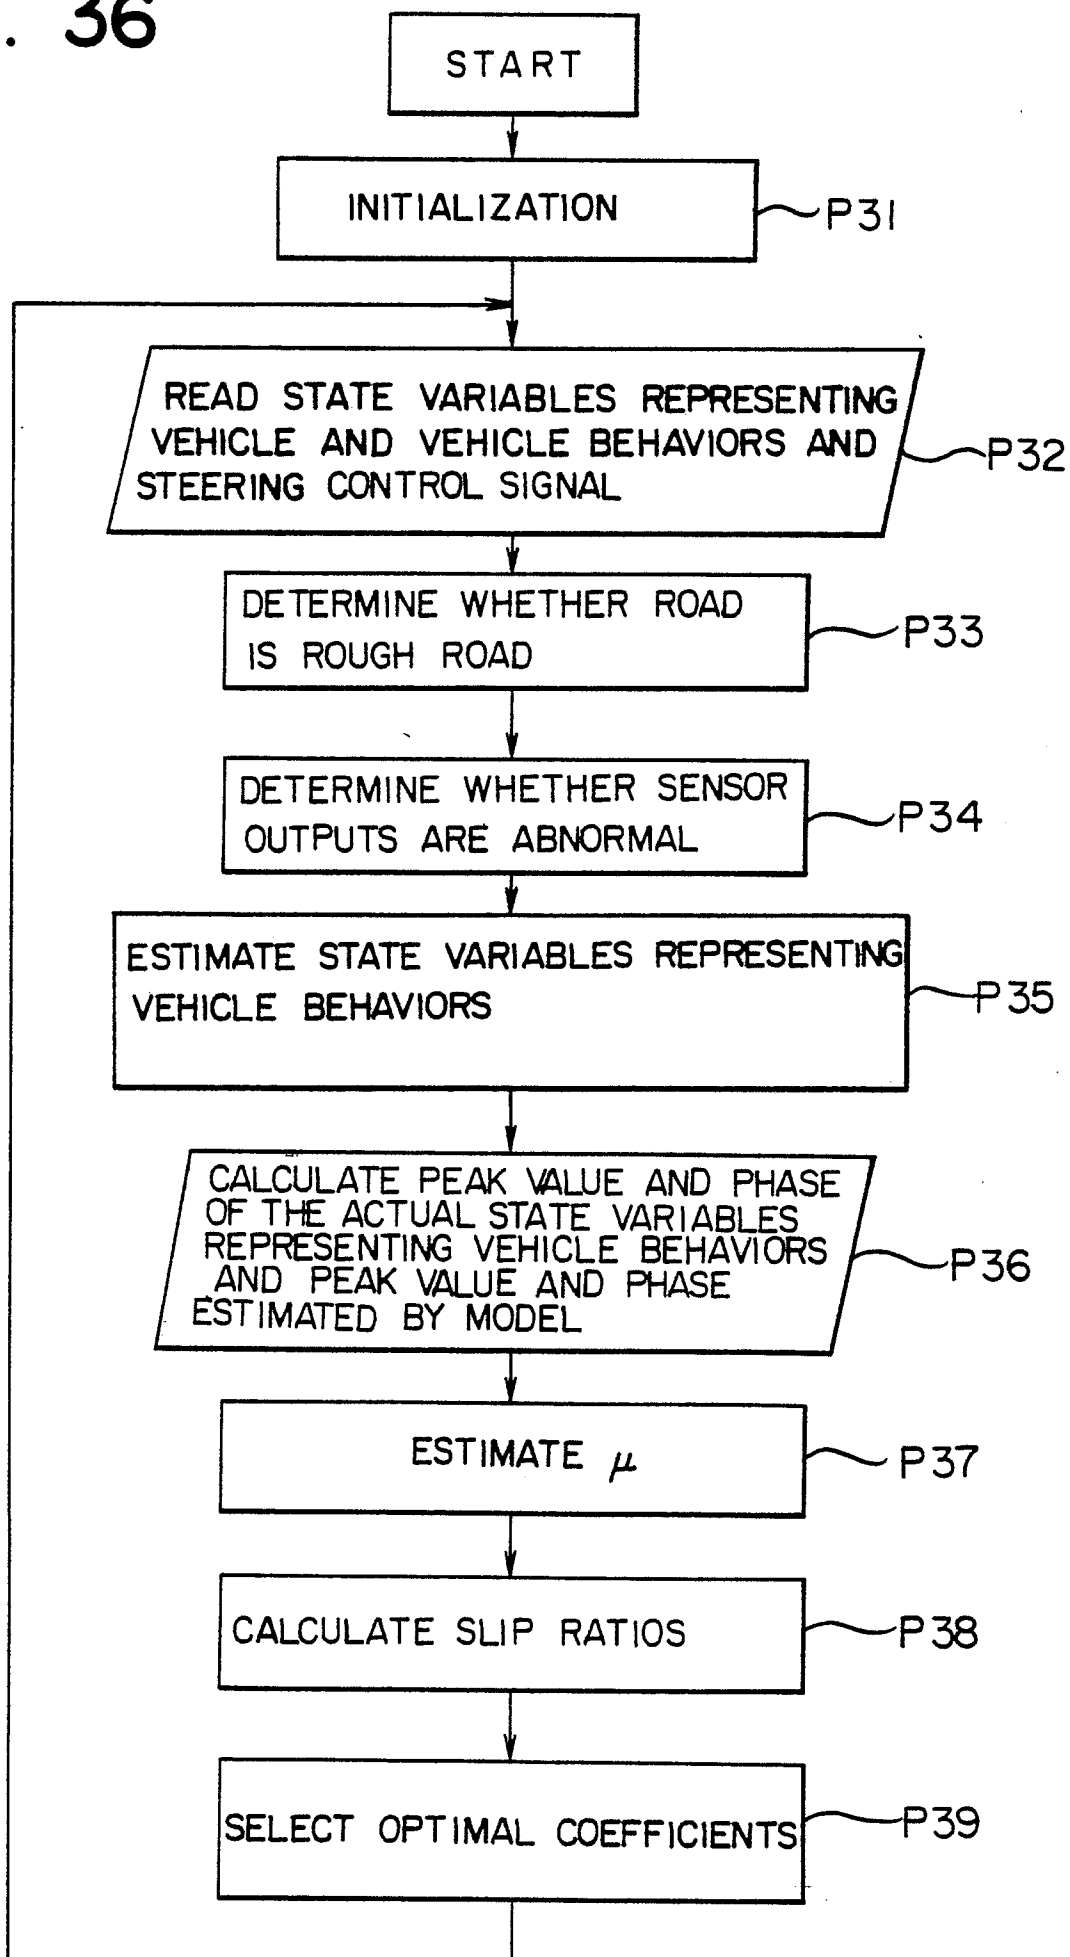 . 36
START
INITIALIZATION
P31
READ STATE VARIABLES REPRESENTING
VEHICLE AND VEHICLE BEHAVIORS AND
STEERING CONTROL SIGNAL
P32
DETERMINE WHETHER ROAD
IS ROUGH ROAD
P33
DETERMINE WHETHER SENSOR
OUTPUTS ARE ABNORMAL
P34
ESTIMATE STATE VARIABLES REPRESENTING
VEHICLE BEHAVIORS
P35
CALCULATE PEAK VALUE AND PHASE
OF THE ACTUAL STATE VARIABLES
REPRESENTING VEHICLE BEHAVIORS
AND PEAK VALUE AND PHASE
ESTIMATED BY MODEL
P36
ESTIMATE μ
P37
CALCULATE SLIP RATIOS
P38
SELECT OPTIMAL COEFFICIENTS
P39